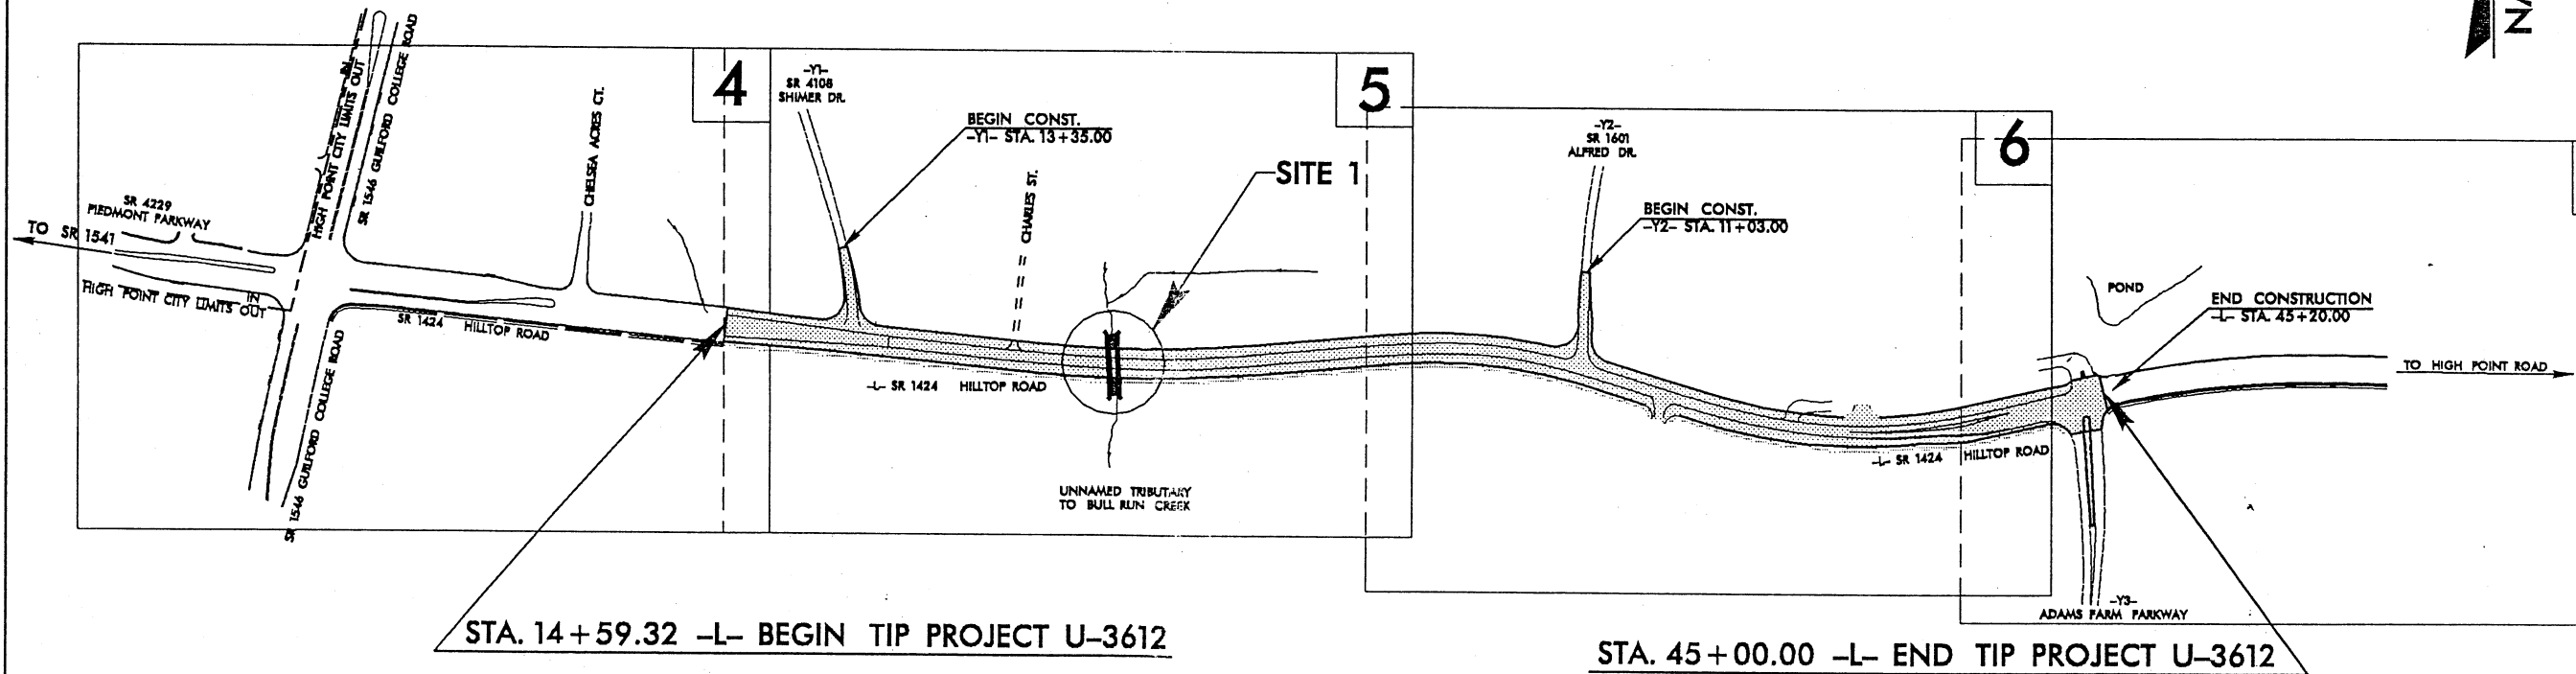 NA
4
5
6
-Y1-
SR 4108
SHIMER DR.
BEGIN CONST.
-Y1- STA. 13+35.00
SITE 1
-Y2-
SR 1601
ALFRED DR.
BEGIN CONST.
-Y2- STA. 11+03.00
HIGH POINT CITY LIMITS OUT
SR 1546 GUILFORD COLLEGE ROAD
CHELSEA ACRES CT.
CHARLES ST.
SR 4229
PIEDMONT PARKWAY
TO SR 1541
HIGH POINT CITY LIMITS
IN
OUT
SR 1424 HILLTOP ROAD
SR 1546 GUILFORD COLLEGE ROAD
-L- SR 1424 HILLTOP ROAD
UNNAMED TRIBUTARY
TO BULL RUN CREEK
POND
END CONSTRUCTION
-L- STA. 45+20.00
TO HIGH POINT ROAD
-L- SR 1424 HILLTOP ROAD
-Y3-
ADAMS FARM PARKWAY
STA. 14+59.32 -L- BEGIN TIP PROJECT U-3612
STA. 45+00.00 -L- END TIP PROJECT U-3612